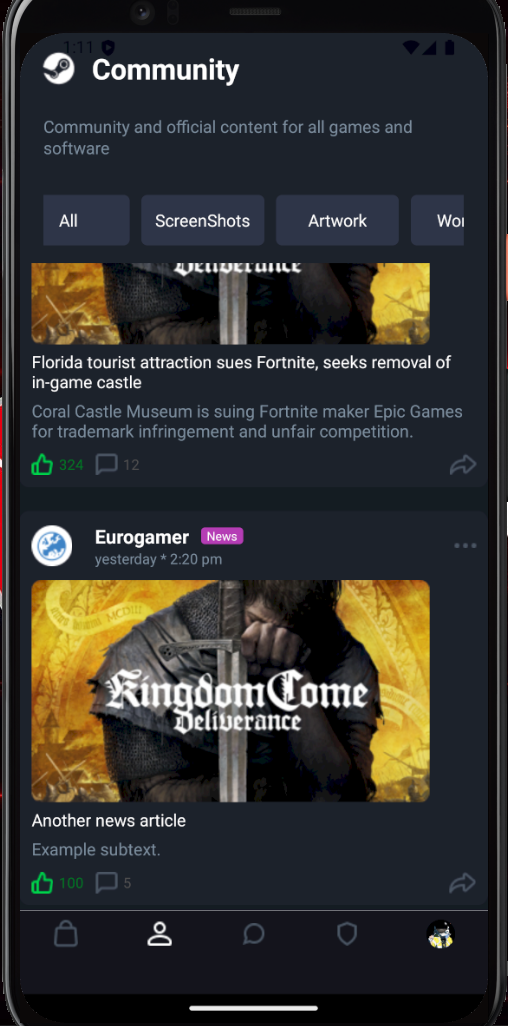 1:11
Community
Community and official content for all games and
software
All
ScreenShots
Artwork
Deliverance
Florida tourist attraction sues Fortnite, seeks removal of
in-game castle
Coral Castle Museum is suing Fortnite maker Epic Games
for trademark infringement and unfair competition.
324
12
Eurogamer
News
yesterday * 2:20 pm
Kingdom Come
Deliverance
Another news article
Example subtext.
100
5